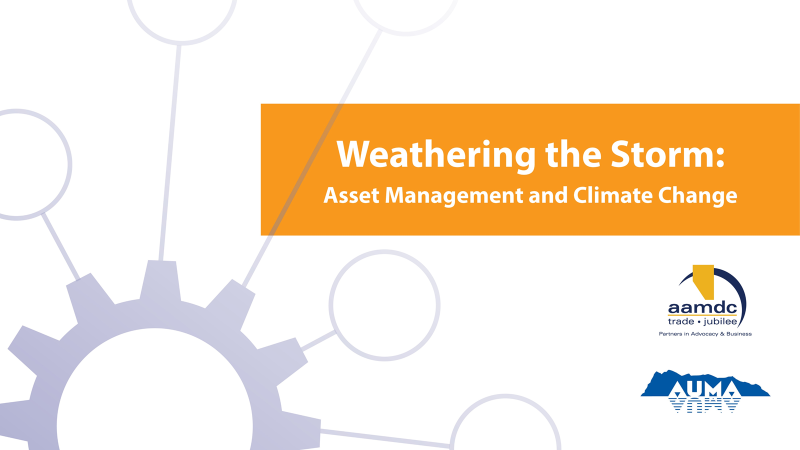 Weathering the Storm:
Asset Management and Climate Change
aamdc
trade • jubilee
Partners in Advocacy & Business
AUMA